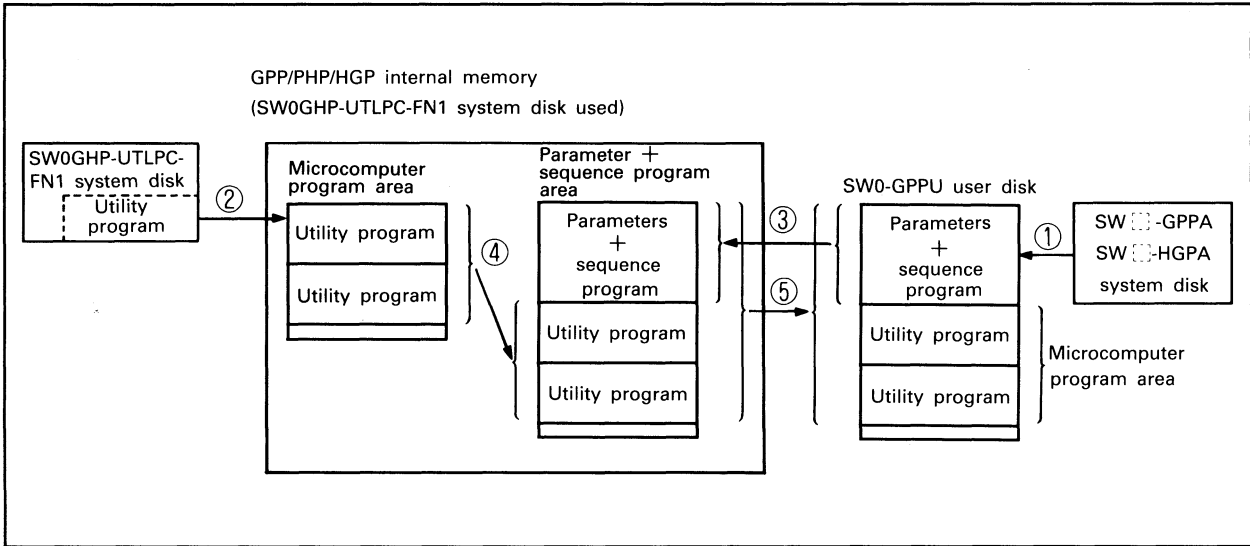 GPP/PHP/HGP internal memory
(SW0GHP-UTLPC-FN1 system disk used)
SW0GHP-UTLPC-
FN1 system disk
Utility
program
②
Microcomputer
program area
Utility program
Utility program
④
Parameter +
sequence program
area
Parameters
+
sequence
program
Utility program
Utility program
③
⑤
SW0-GPPU user disk
Parameters
+
sequence
program
Utility program
Utility program
Microcomputer
program area
①
SW -GPPA
SW -HGPA
system disk